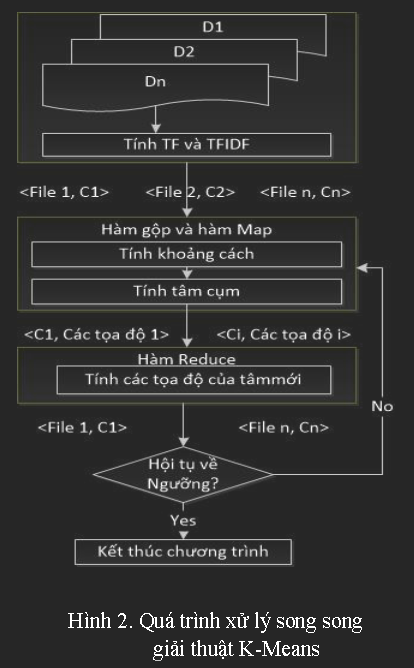 D1
D2
Dn
Tính TF và TFIDF
<File 1, C1> <File 2, C2> <File n, Cn>
Hàm gộp và hàm Map
Tính khoảng cách
Tính tâm cụm
<C1, Các tọa độ 1> <Ci, Các tọa độ i>
Hàm Reduce
Tính các tọa độ của tâmmới
No
<File 1, C1> <File n, Cn>
Hội tụ về
Ngưỡng?
Yes
Kết thúc chương trình
Hình 2. Quá trình xử lý song song
giải thuật K-Means